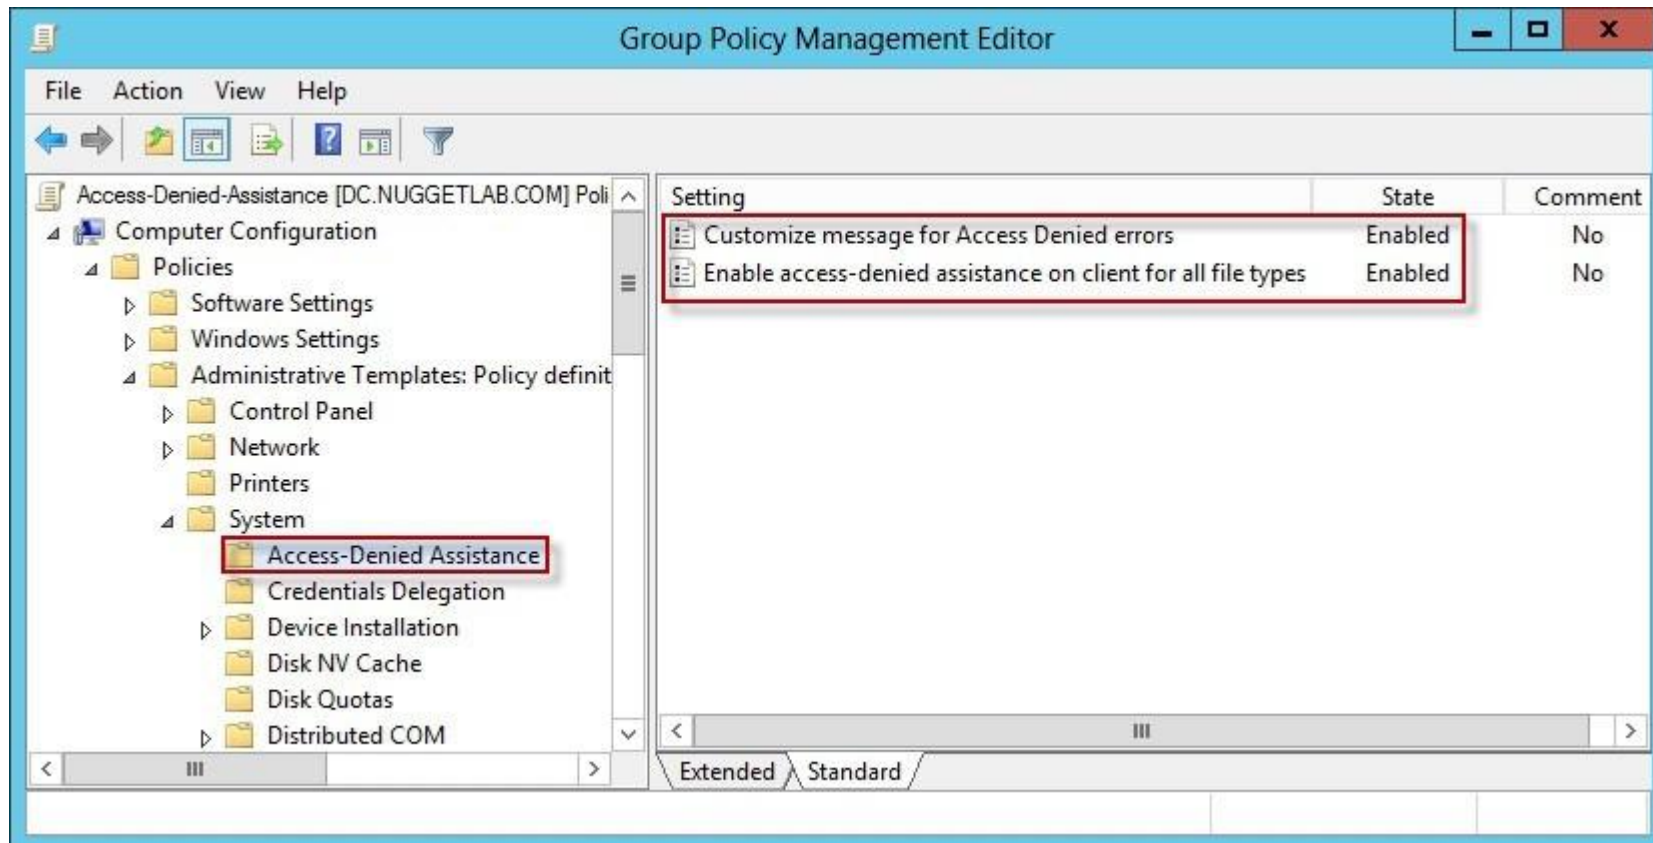 Group Policy Management Editor
File Action View Help
Access-Denied-Assistance [DC.NUGGETLAB.COM] Poli
Computer Configuration
Policies
Software Settings
Windows Settings
Administrative Templates: Policy definit
Control Panel
Network
Printers
System
Access-Denied Assistance
Credentials Delegation
Device Installation
Disk NV Cache
Disk Quotas
Distributed COM
Setting State Comment
Customize message for Access Denied errors Enabled No
Enable access-denied assistance on client for all file types Enabled No
Extended Standard